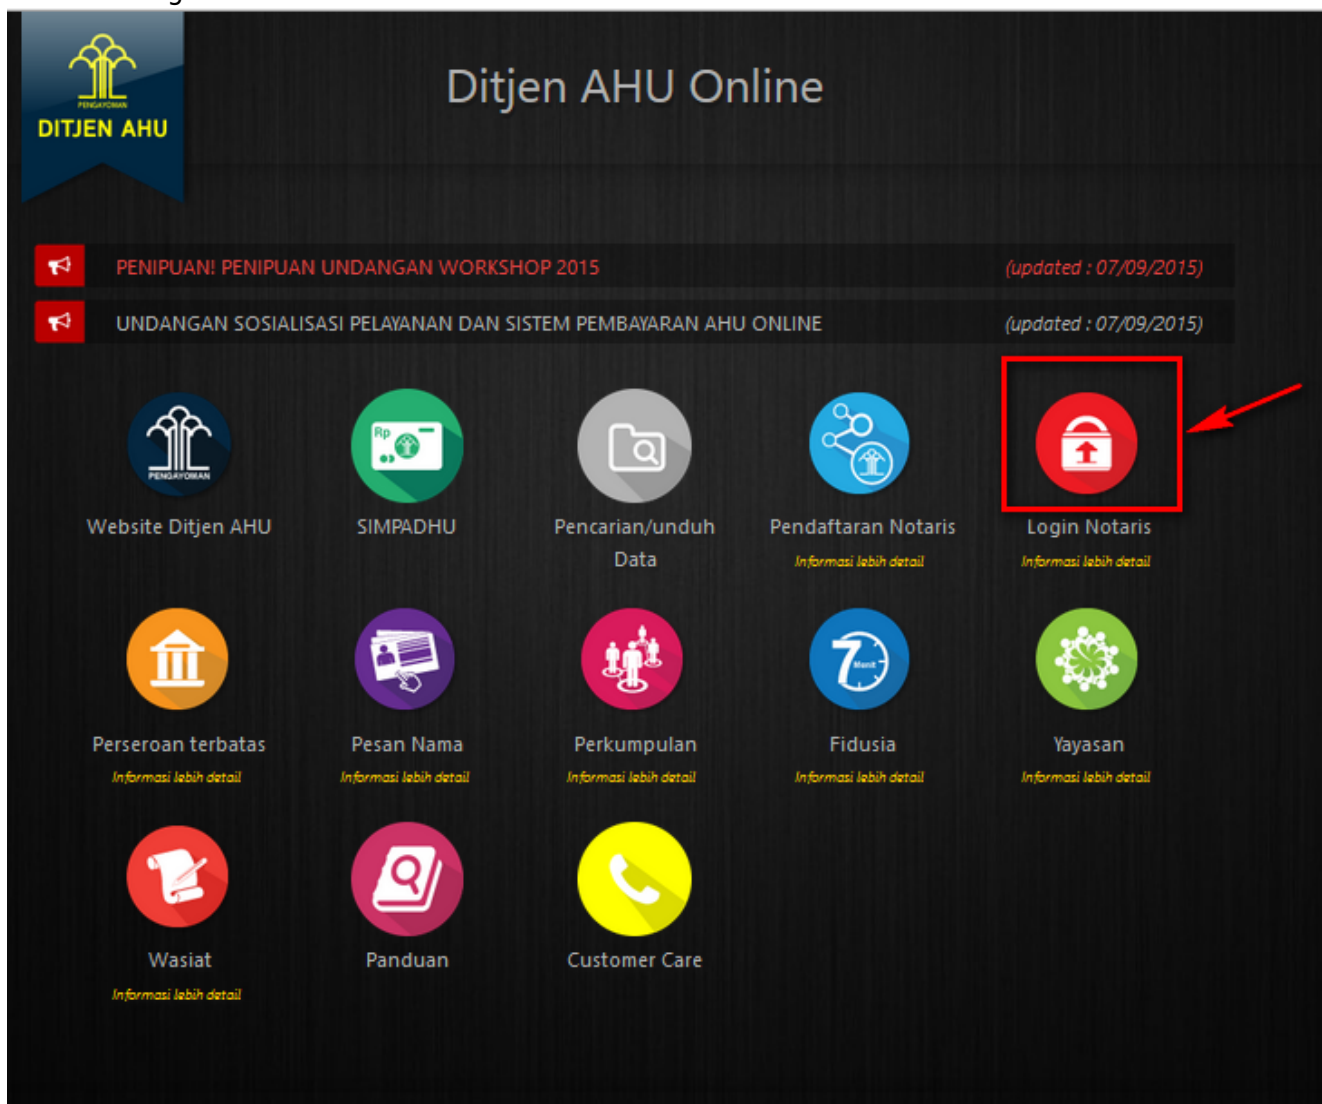 Ditjen AHU Online
PENGAYOMAN
DITJEN AHU
PENIPUAN! PENIPUAN UNDANGAN WORKSHOP 2015 (updated : 07/09/2015)
UNDANGAN SOSIALISASI PELAYANAN DAN SISTEM PEMBAYARAN AHU ONLINE (updated : 07/09/2015)
PENGAYOMAN
Rp
Website Ditjen AHU SIMPADHU Pencarian/unduh Pendaftaran Notaris Login Notaris
Data Informasi lebih detail Informasi lebih detail
7 Menit
Perseroan terbatas Pesan Nama Perkumpulan Fidusia Yayasan
Informasi lebih detail Informasi lebih detail Informasi lebih detail Informasi lebih detail Informasi lebih detail
Wasiat Panduan Customer Care
Informasi lebih detail